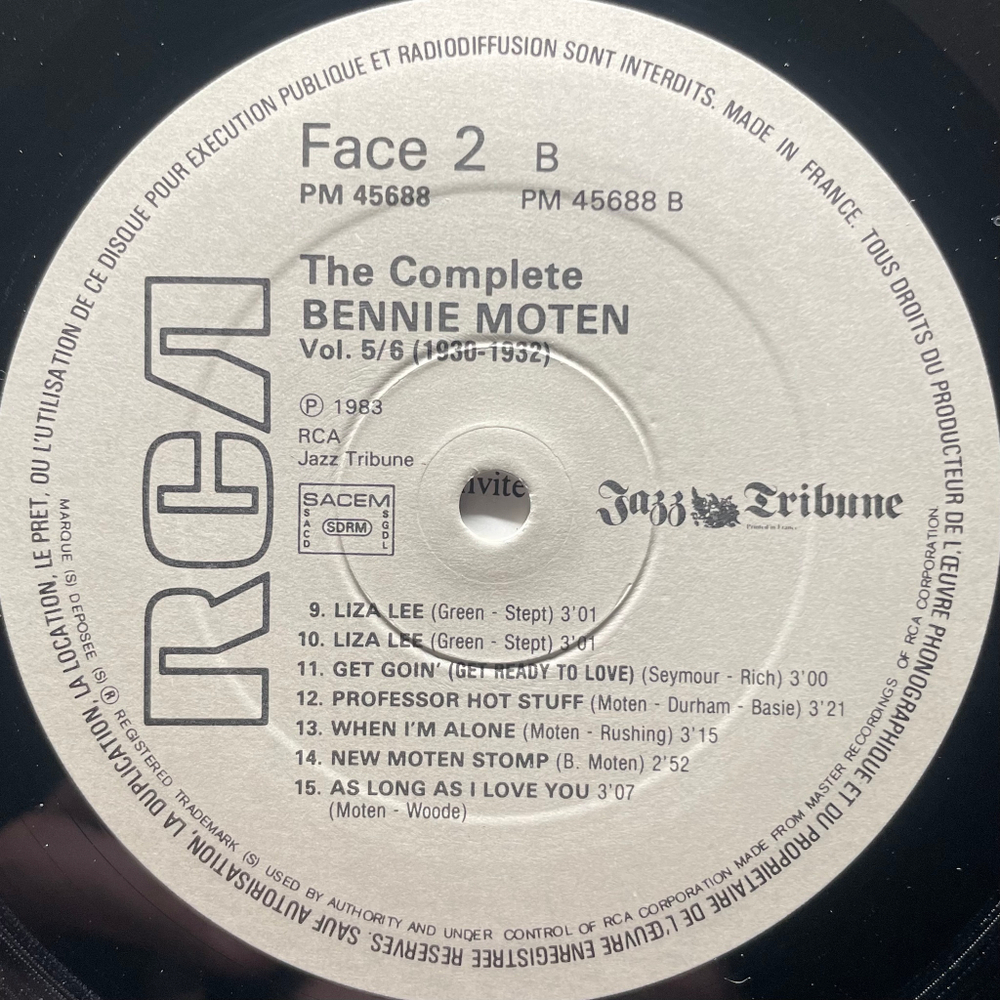 SAUF AUTORISATION, LA DUPLICATION, LA LOCATION, LE PRET, OU L'UTILISATION DE CE DISQUE POUR EXECUTION PUBLIQUE ET RADIODIFFUSION SONT INTERDITS. MADE IN FRANCE. TOUS DROITS DU PRODUCTEUR DE L'ŒUVRE PHONOGRAPHIQUE ET DU PROPRIETAIRE DE L'ŒUVRE ENREGISTREE RESERVES.
MARQUE (S) DEPOSEE (S) ® REGISTERED TRADEMARK (S) USED BY AUTHORITY AND UNDER CONTROL OF RCA CORPORATION MADE FROM MASTER RECORDINGS OF RCA CORPORATION
Face 2 B
PM 45688 PM 45688 B
The Complete
BENNIE MOTEN
Vol. 5/6 (1930-1932)
RCA
℗ 1983
RCA
Jazz Tribune
SACEM
SACD
SDRM
SGDL
ivite
Jazz Tribune
9. LIZA LEE (Green - Stept) 3'01
10. LIZA LEE (Green - Stept) 3'01
11. GET GOIN' (GET READY TO LOVE) (Seymour - Rich) 3'00
12. PROFESSOR HOT STUFF (Moten - Durham - Basie) 3'21
13. WHEN I'M ALONE (Moten - Rushing) 3'15
14. NEW MOTEN STOMP (B. Moten) 2'52
15. AS LONG AS I LOVE YOU 3'07
(Moten - Woode)